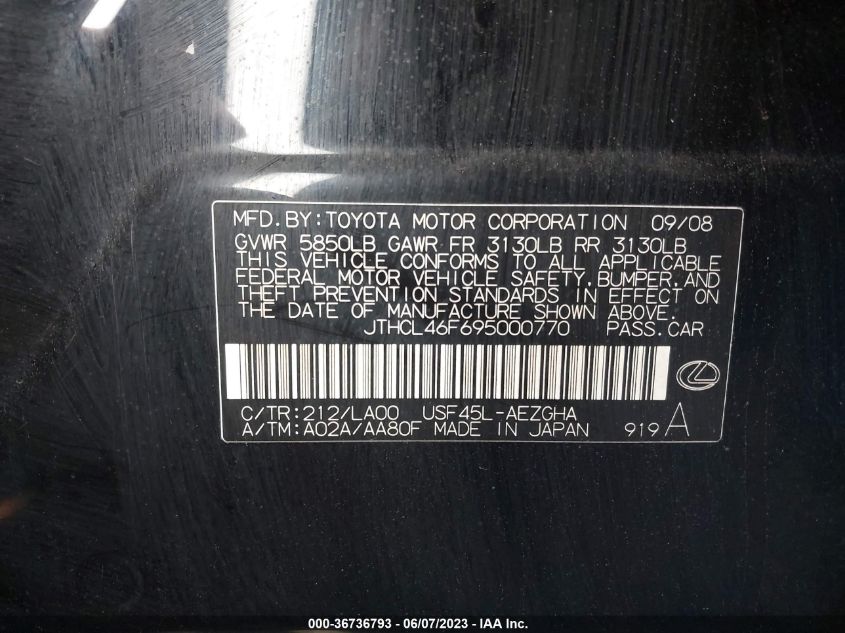 MFD.BY:TOYOTA MOTOR CORPORATION 09/08
GVWR 5850LB GAWR FR 3130LB RR 3130LB
THIS VEHICLE CONFORMS TO ALL APPLICABLE
FEDERAL MOTOR VEHICLE SAFETY,BUMPER,AND
THEFT PREVENTION STANDARDS IN EFFECT ON
THE DATE OF MANUFACTURE SHOWN ABOVE.
JTHCL46F695000770 PASS.CAR
C/TR:212/LA00 USF45L-AEZGHA
A/TM:A02A/AA80F MADE IN JAPAN 919 A
000-36736793 - 06/07/2023 - IAA Inc.